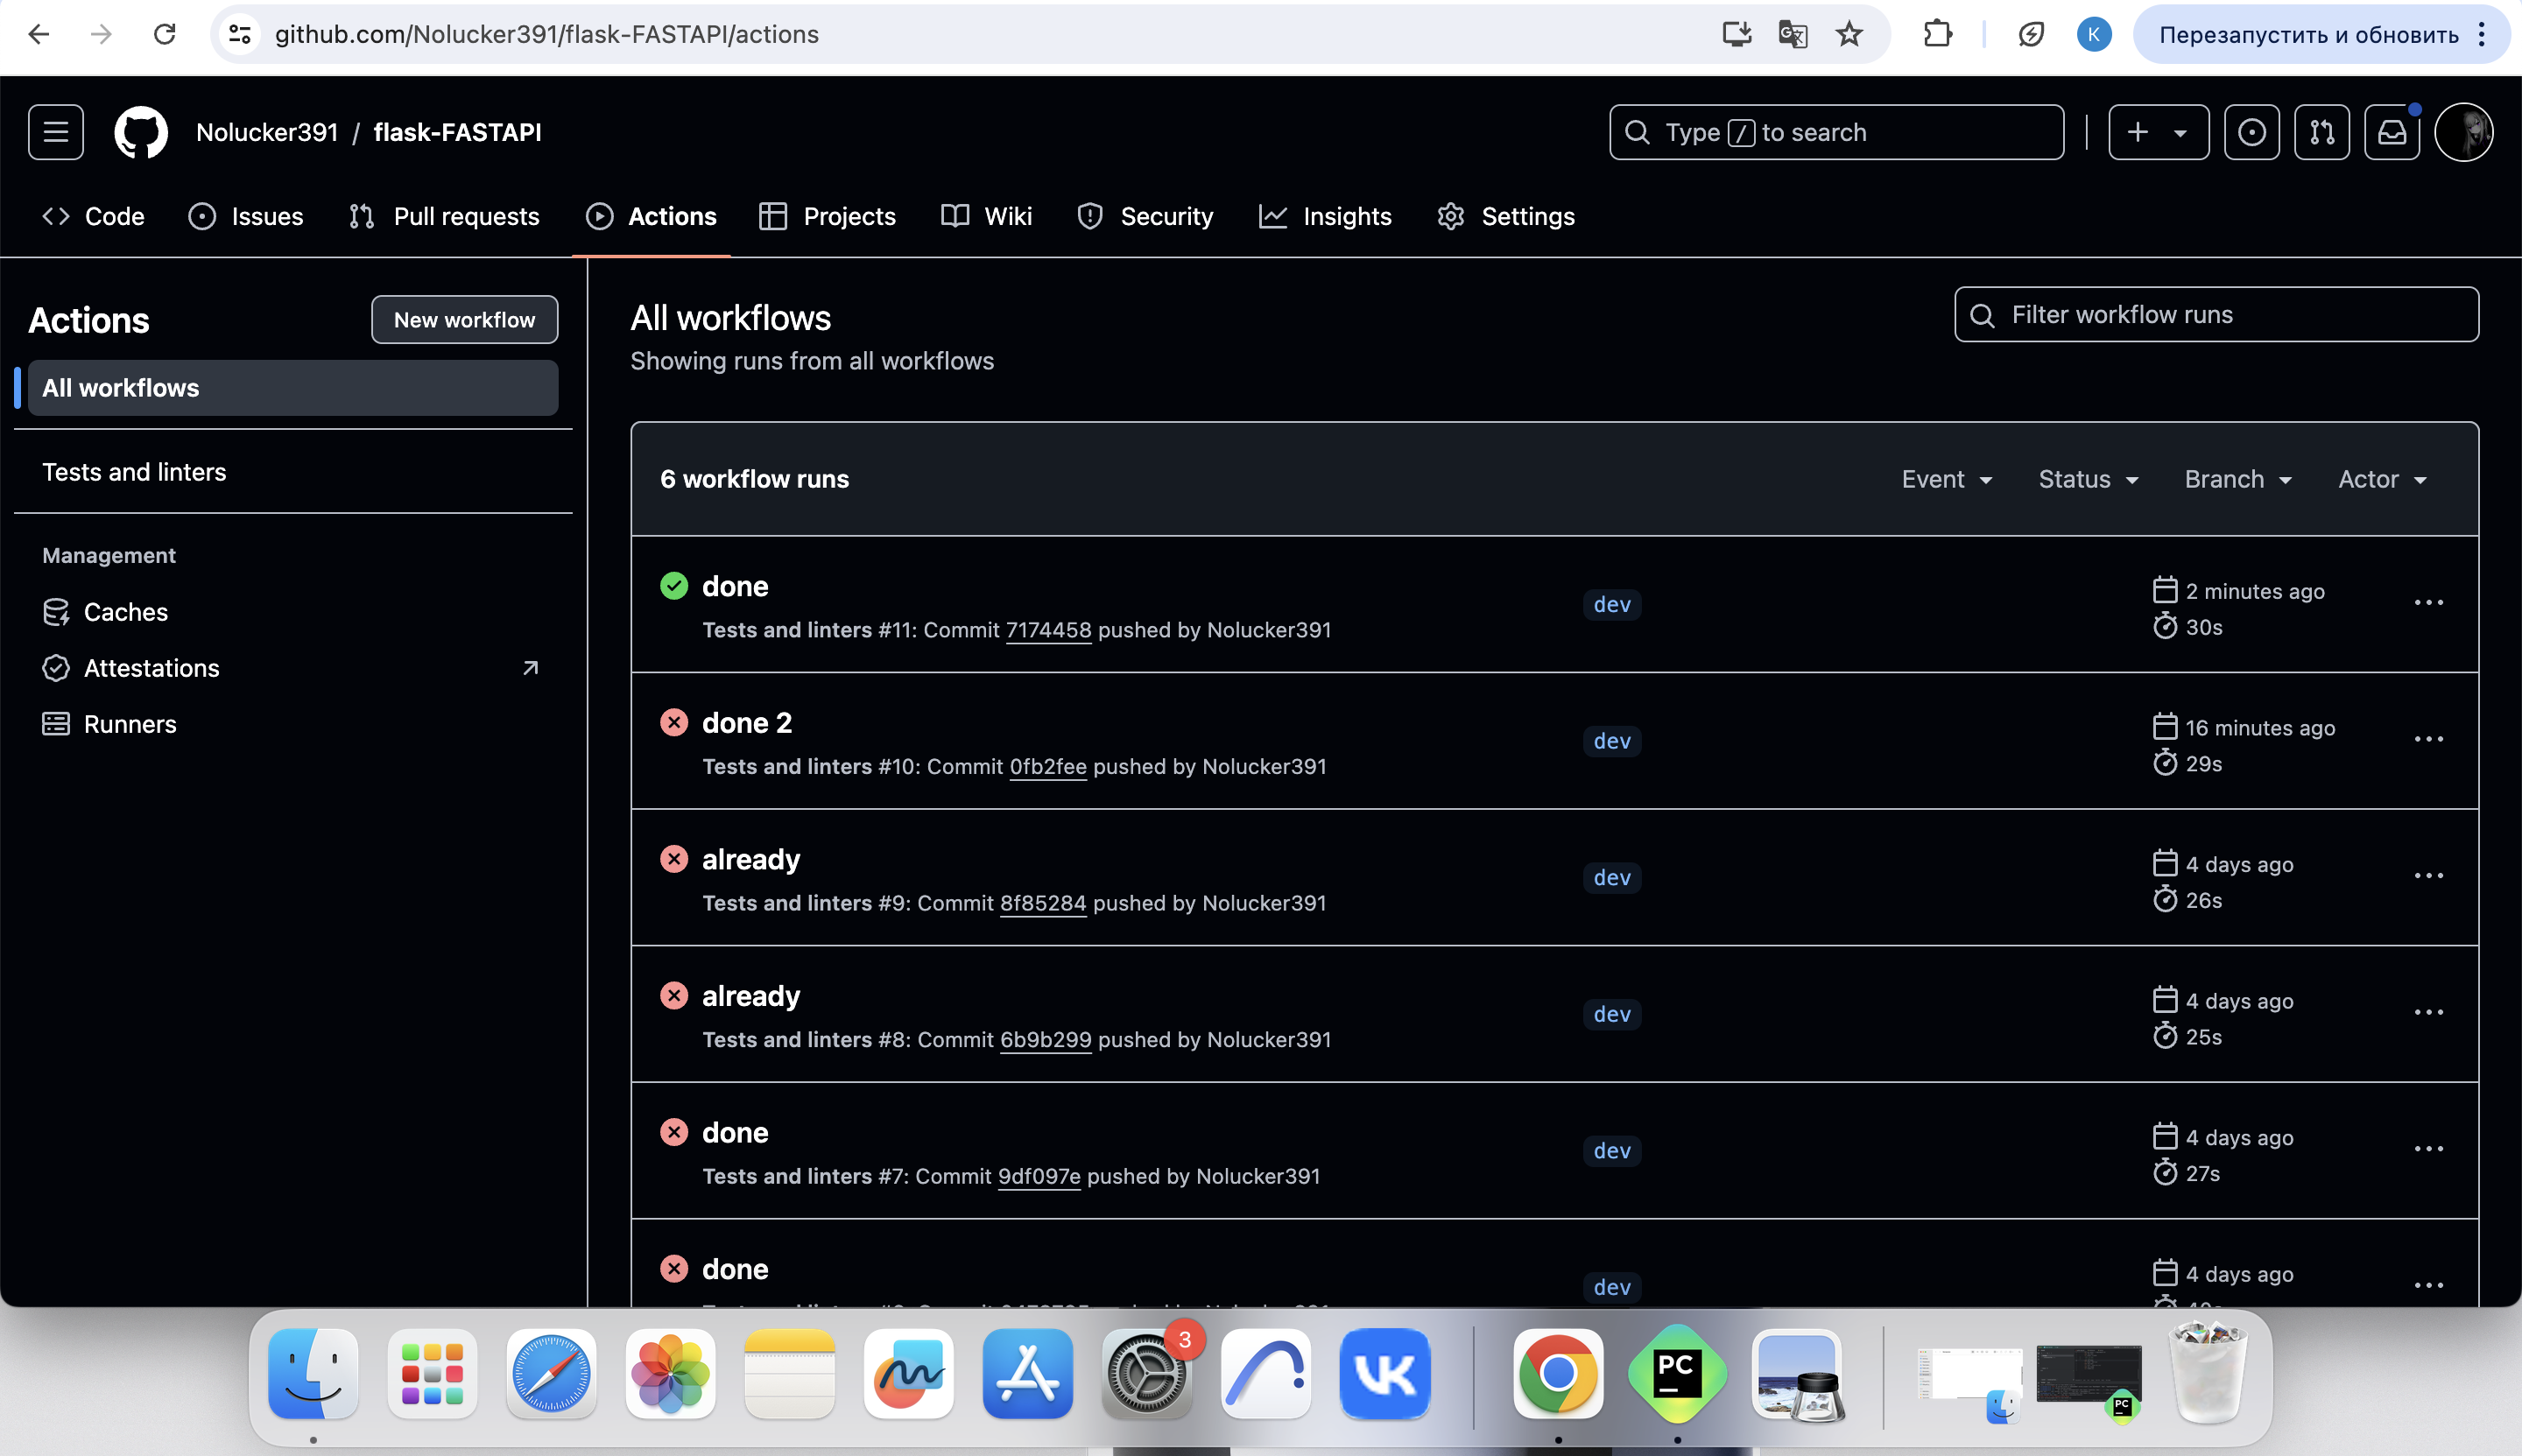 github.com/Nolucker391/flask-FASTAPI/actions
K
Перезапустить и обновить
Nolucker391 / flask-FASTAPI
Type / to search
Code
Issues
Pull requests
Actions
Projects
Wiki
Security
Insights
Settings
Actions
New workflow
All workflows
Tests and linters
Management
Caches
Attestations
Runners
All workflows
Showing runs from all workflows
Filter workflow runs
6 workflow runs
Event
Status
Branch
Actor
done
Tests and linters #11: Commit 7174458 pushed by Nolucker391
dev
2 minutes ago
30s
done 2
Tests and linters #10: Commit 0fb2fee pushed by Nolucker391
dev
16 minutes ago
29s
already
Tests and linters #9: Commit 8f85284 pushed by Nolucker391
dev
4 days ago
26s
already
Tests and linters #8: Commit 6b9b299 pushed by Nolucker391
dev
4 days ago
25s
done
Tests and linters #7: Commit 9df097e pushed by Nolucker391
dev
4 days ago
27s
done
dev
4 days ago
3
VK
PC
PC